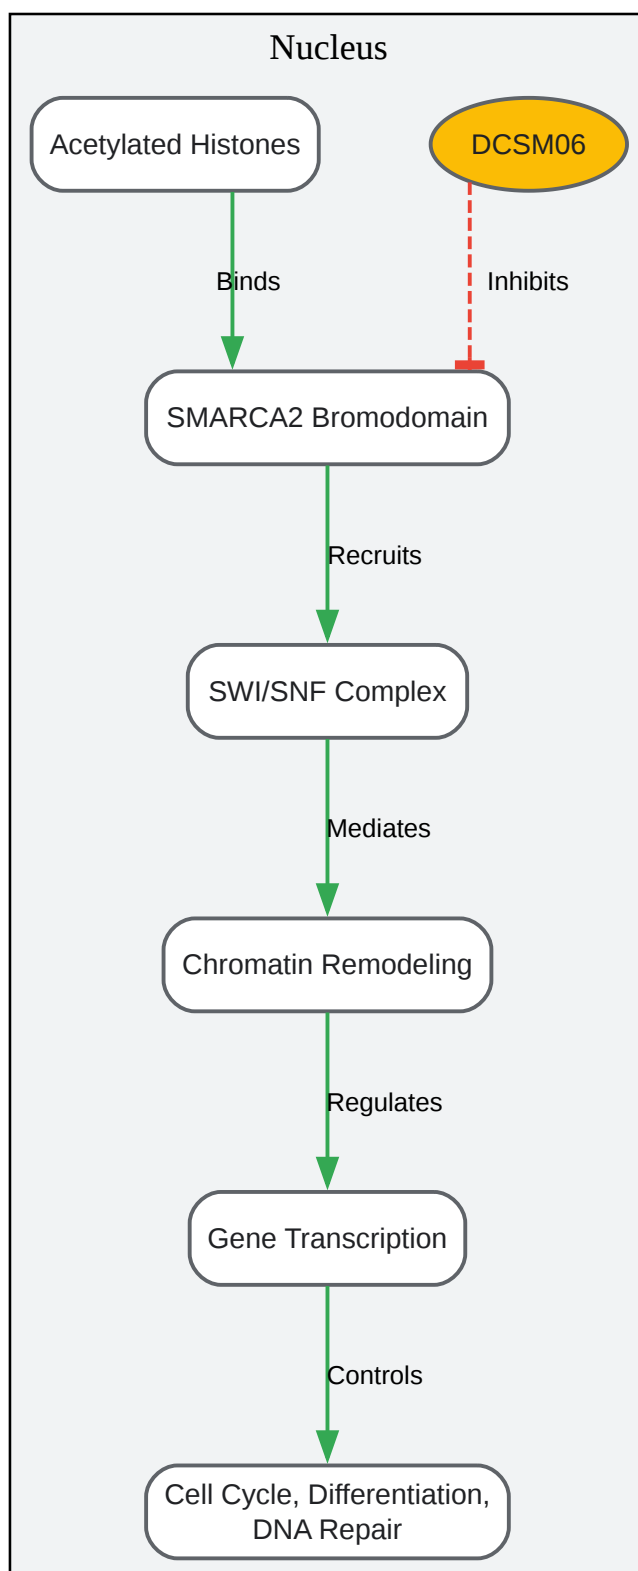 Nucleus
Acetylated Histones
DCSM06
Binds
Inhibits
SMARCA2 Bromodomain
Recruits
SWI/SNF Complex
Mediates
Chromatin Remodeling
Regulates
Gene Transcription
Controls
Cell Cycle, Differentiation,
DNA Repair